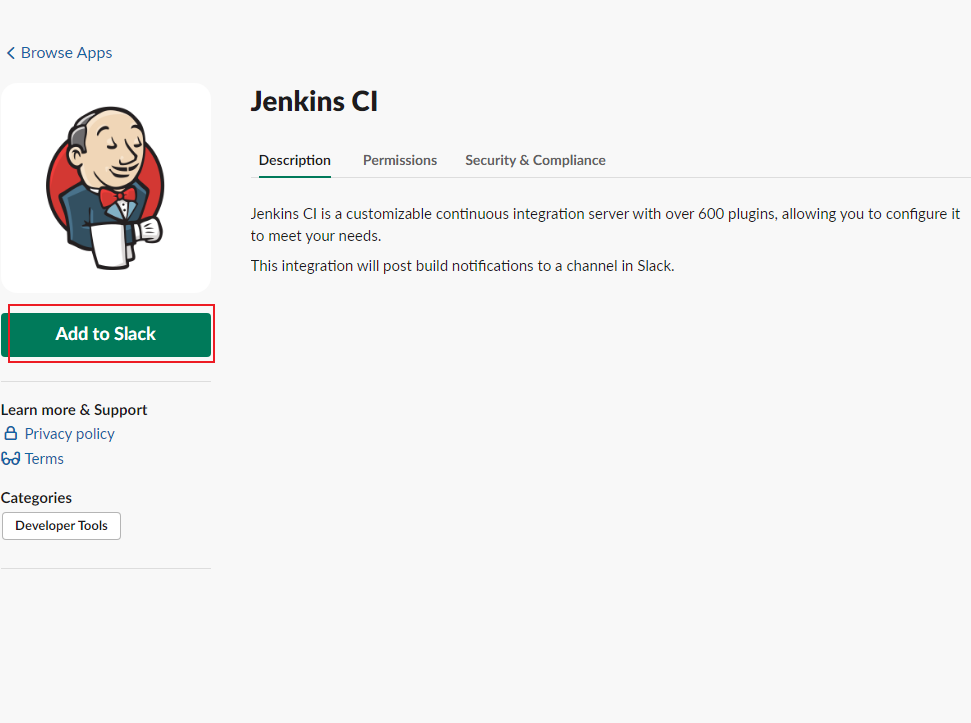 Browse Apps
Jenkins CI
Description
Permissions
Security & Compliance
Jenkins CI is a customizable continuous integration server with over 600 plugins, allowing you to configure it
to meet your needs.
This integration will post build notifications to a channel in Slack.
Add to Slack
Learn more & Support
Privacy policy
Terms
Categories
Developer Tools